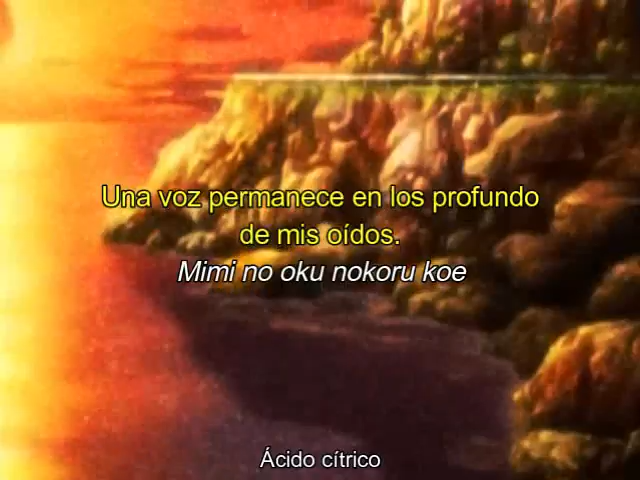 Una voz permanece en los profundo
de mis oídos.
Mimi no oku nokoru koe
Ácido cítrico